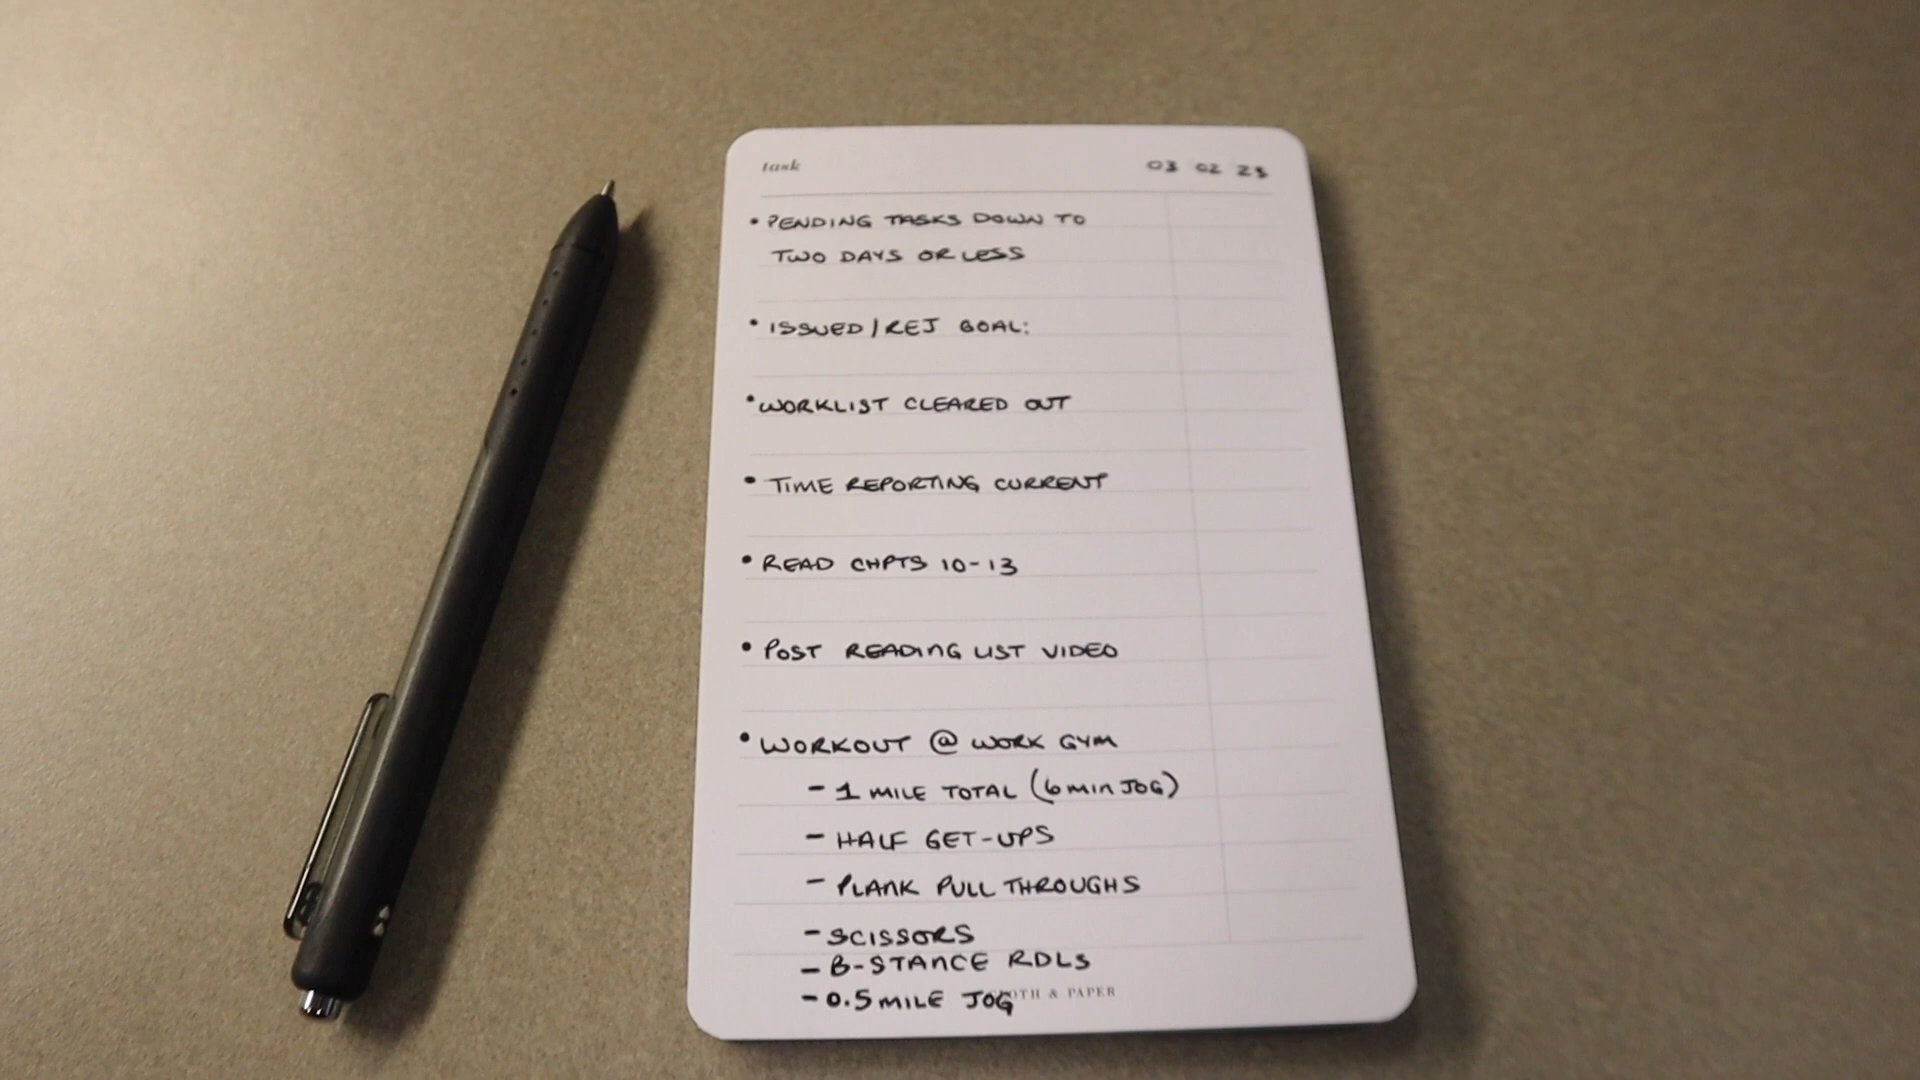 task 03 02 23
• PENDING TASKS DOWN TO
TWO DAYS OR LESS
• ISSUED/REJ GOAL:
• WORKLIST CLEARED OUT
• TIME REPORTING CURRENT
• READ CHPTS 10-13
• POST READING LIST VIDEO
• WORKOUT @ WORK GYM
- 1 MILE TOTAL (6 MIN JOG)
- HALF GET-UPS
- PLANK PULL THROUGHS
- SCISSORS
- B-STANCE RDLS
- 0.5 MILE JOG
& PAPER